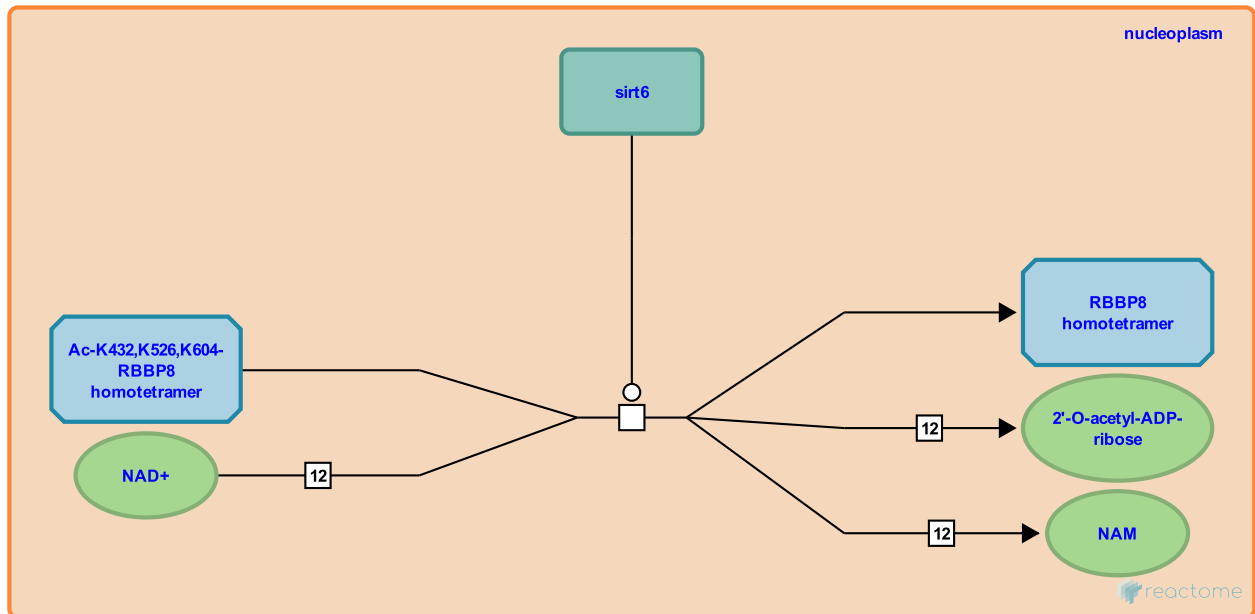 nucleoplasm
sirt6
Ac-K432,K526,K604-
RBBP8
homotetramer
NAD+
12
RBBP8
homotetramer
12
2'-O-acetyl-ADP-
ribose
12
NAM
reactome